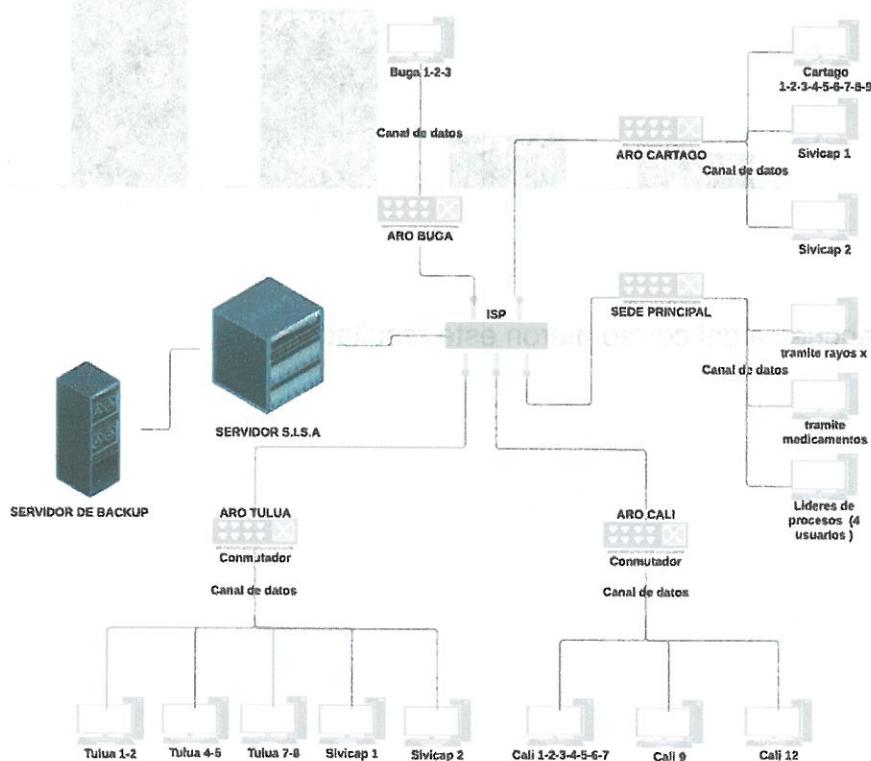 Buga 1-2-3
Canal de datos
ARO BUGA
Cartago
1-2-3-4-5-6-7-8-9
ARO CARTAGO
Sivicap 1
Canal de datos
Sivicap 2
ISP
SEDE PRINCIPAL
tramite rayos x
Canal de datos
tramite
medicamentos
Lideres de
procesos (4
usuarios )
SERVIDOR S.I.S.A
SERVIDOR DE BACKUP
ARO TULUA
Conmutador
Canal de datos
ARO CALI
Conmutador
Canal de datos
Tulua 1-2
Tulua 4-5
Tulua 7-8
Sivicap 1
Sivicap 2
Cali 1-2-3-4-5-6-7
Cali 9
Cali 12